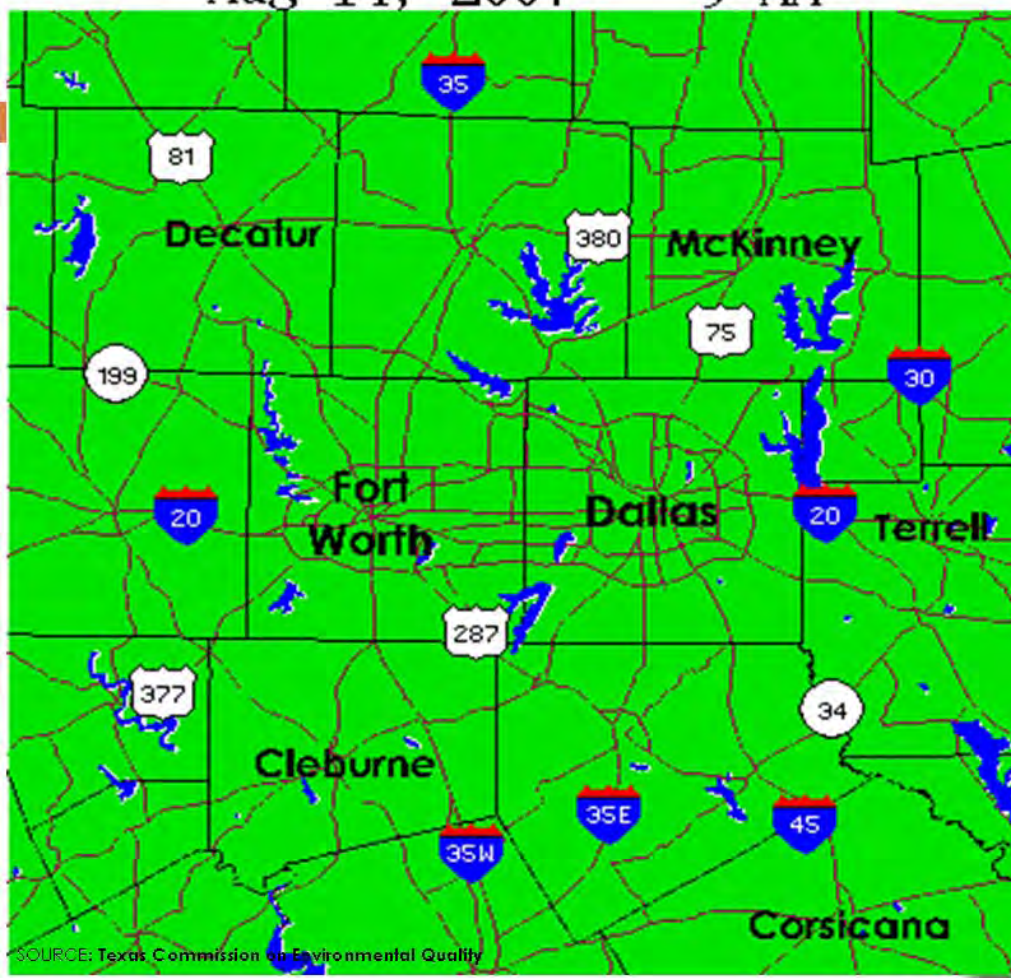 35
81
Decatur
380
McKinney
75
199
30
Fort
Worth
20
Dallas
20
Terrell
287
377
34
Cleburne
35E
45
35W
Corsicana
SOURCE: Texas Commission on Environmental Quality